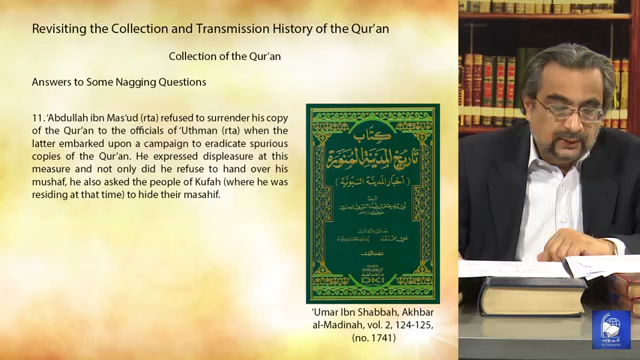 Revisiting the Collection and Transmission History of the Qur'an
Collection of the Qur'an
Answers to Some Nagging Questions
11. 'Abdullah ibn Mas'ud (rta) refused to surrender his copy
of the Qur'an to the officials of 'Uthman (rta) when the
latter embarked upon a campaign to eradicate spurious
copies of the Qur'an. He expressed displeasure at this
measure and not only did he refuse to hand over his
mushaf, he also asked the people of Kufah (where he was
residing at that time) to hide their masahif.
كتاب
تاريخ المدينة المنورة
(أخبار المدينة النبوية)
DKI
'Umar Ibn Shabbah, Akhbar
al-Madinah, vol. 2, 124-125,
(no. 1741)